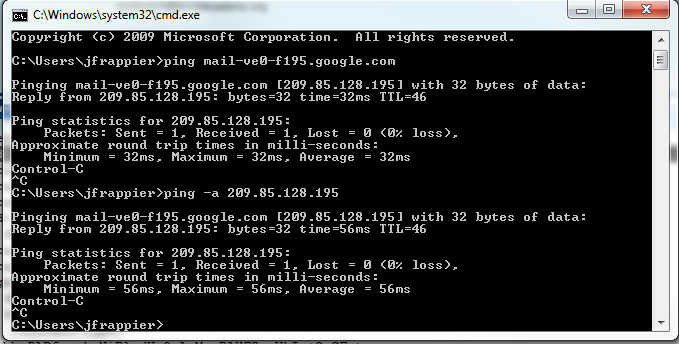 C:\Windows\system32\cmd.exe
Copyright (c) 2009 Microsoft Corporation.  All rights reserved.
C:\Users\jfrappier>ping mail-ve0-f195.google.com
Pinging mail-ve0-f195.google.com [209.85.128.195] with 32 bytes of data:
Reply from 209.85.128.195: bytes=32 time=32ms TTL=46
Ping statistics for 209.85.128.195:
    Packets: Sent = 1, Received = 1, Lost = 0 (0% loss),
Approximate round trip times in milli-seconds:
    Minimum = 32ms, Maximum = 32ms, Average = 32ms
Control-C
^C
C:\Users\jfrappier>ping -a 209.85.128.195
Pinging mail-ve0-f195.google.com [209.85.128.195] with 32 bytes of data:
Reply from 209.85.128.195: bytes=32 time=56ms TTL=46
Ping statistics for 209.85.128.195:
    Packets: Sent = 1, Received = 1, Lost = 0 (0% loss),
Approximate round trip times in milli-seconds:
    Minimum = 56ms, Maximum = 56ms, Average = 56ms
Control-C
^C
C:\Users\jfrappier>